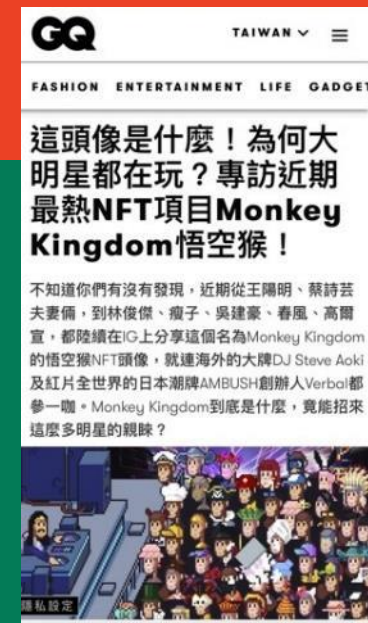 GQ
TAIWAN
FASHION ENTERTAINMENT LIFE GADGET
這頭像是什麼！為何大
明星都在玩？專訪近期
最熱NFT項目Monkey
Kingdom悟空猴！
不知道你們有沒有發現，近期從王陽明、蔡詩芸
夫妻倆，到林俊傑、瘦子、吳建豪、春風、高爾
宣，都陸續在IG上分享這個名為Monkey Kingdom
的悟空猴NFT頭像，就連海外的大牌DJ Steve Aoki
及紅片全世界的日本潮牌AMBUSH創辦人Verbal都
參一咖。Monkey Kingdom到底是什麼，竟能招來
這麼多明星的親睞？
隱私設定